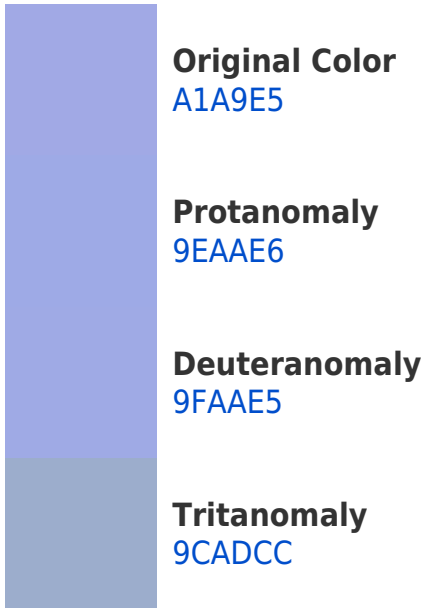 Original Color
A1A9E5
Protanomaly
9EAAE6
Deuteranomaly
9FAAE5
Tritanomaly
9CADCC